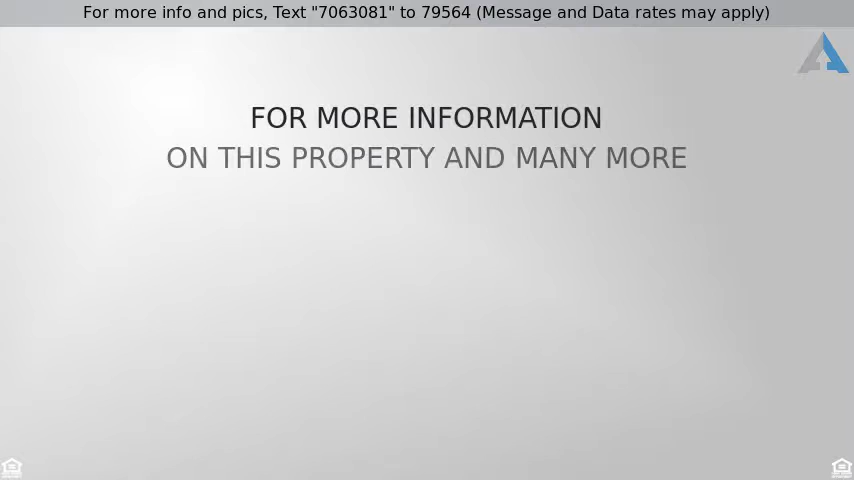 For more info and pics, Text "7063081" to 79564 (Message and Data rates may apply)
FOR MORE INFORMATION
ON THIS PROPERTY AND MANY MORE